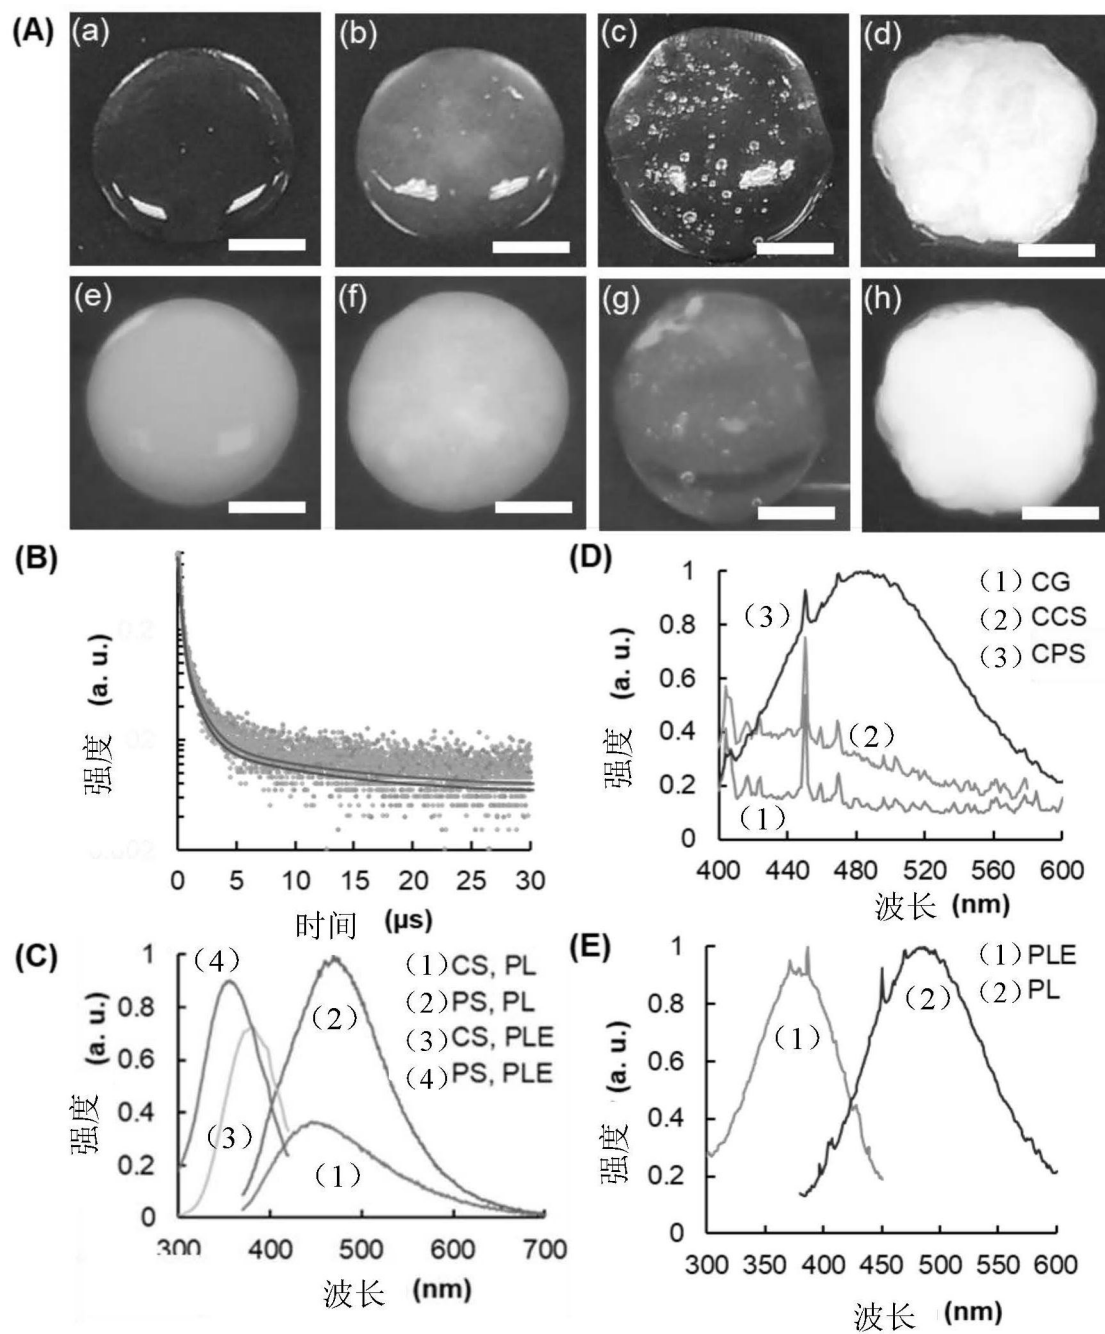 (A)
(a)
(b)
(c)
(d)
(e)
(f)
(g)
(h)
(B)
强度 (a. u.)
0 5 10 15 20 25 30
时间 (µs)
(D)
（1）CG
（2）CCS
（3）CPS
（3）
（2）
（1）
1
0.8
0.6
0.4
0.2
0
强度 (a. u.)
400 440 480 520 560 600
波长 (nm)
(C)
（1）CS, PL
（2）PS, PL
（3）CS, PLE
（4）PS, PLE
（4）
（2）
（3）
（1）
1
0.8
0.6
0.4
0.2
0
强度 (a. u.)
300 400 500 600 700
波长 (nm)
(E)
（1）PLE
（2）PL
（1）
（2）
1
0.8
0.6
0.4
0.2
0
强度 (a. u.)
300 350 400 450 500 550 600
波长 (nm)